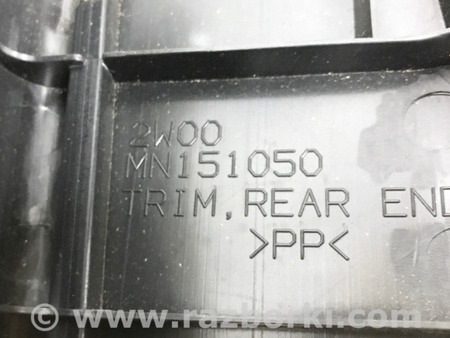 2W00
MN151050
TRIM, REAR END
>PP<
© www.razborki.com